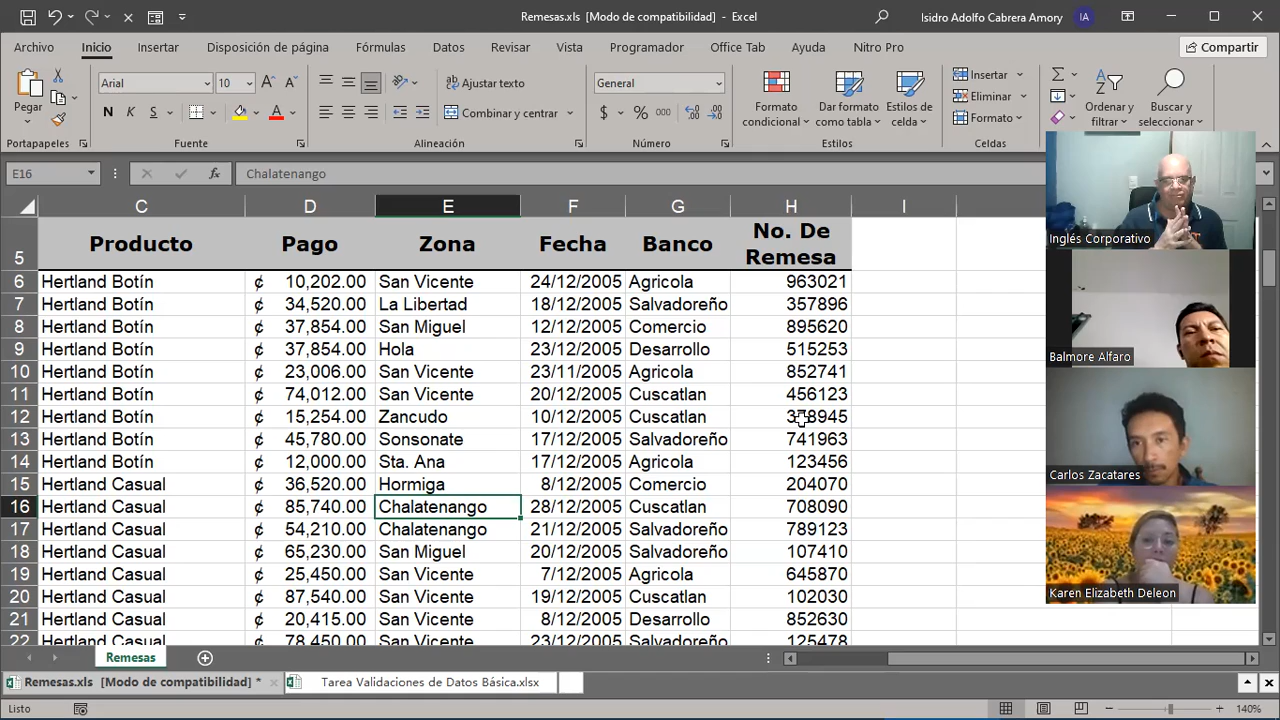 Remesas.xls [Modo de compatibilidad] - Excel
Isidro Adolfo Cabrera Amory IA
Archivo Inicio Insertar Disposición de página Fórmulas Datos Revisar Vista Programador Office Tab Ayuda Nitro Pro Compartir
Pegar
Arial 10
N K S
Ajustar texto
Combinar y centrar
General
$ % 000
Formato condicional
Dar formato como tabla
Estilos de celda
Insertar
Eliminar
Formato
Ordenar y filtrar
Buscar y seleccionar
Portapapeles Fuente Alineación Número Estilos Celdas
E16 fx Chalatenango
C D E F G H I
5 Producto Pago Zona Fecha Banco No. De Remesa
6 Hertland Botín ¢ 10,202.00 San Vicente 24/12/2005 Agricola 963021
7 Hertland Botín ¢ 34,520.00 La Libertad 18/12/2005 Salvadoreño 357896
8 Hertland Botín ¢ 37,854.00 San Miguel 12/12/2005 Comercio 895620
9 Hertland Botín ¢ 37,854.00 Hola 23/12/2005 Desarrollo 515253
10 Hertland Botín ¢ 23,006.00 San Vicente 23/11/2005 Agricola 852741
11 Hertland Botín ¢ 74,012.00 San Vicente 20/12/2005 Cuscatlan 456123
12 Hertland Botín ¢ 15,254.00 Zancudo 10/12/2005 Cuscatlan
13 Hertland Botín ¢ 45,780.00 Sonsonate 17/12/2005 Salvadoreño 741963
14 Hertland Botín ¢ 12,000.00 Sta. Ana 17/12/2005 Agricola 123456
15 Hertland Casual ¢ 36,520.00 Hormiga 8/12/2005 Comercio 204070
16 Hertland Casual ¢ 85,740.00 Chalatenango 28/12/2005 Cuscatlan 708090
17 Hertland Casual ¢ 54,210.00 Chalatenango 21/12/2005 Salvadoreño 789123
18 Hertland Casual ¢ 65,230.00 San Miguel 20/12/2005 Salvadoreño 107410
19 Hertland Casual ¢ 25,450.00 San Vicente 7/12/2005 Agricola 645870
20 Hertland Casual ¢ 87,540.00 San Vicente 19/12/2005 Cuscatlan 102030
21 Hertland Casual ¢ 20,415.00 San Vicente 8/12/2005 Desarrollo 852630
22 Hertland Casual ¢ 78,450.00 San Vicente 23/12/2005 Salvadoreño 125478
Inglés Corporativo
Balmore Alfaro
Carlos Zacatares
Karen Elizabeth Deleon
Remesas
Remesas.xls [Modo de compatibilidad] * Tarea Validaciones de Datos Básica.xlsx
Listo 140%